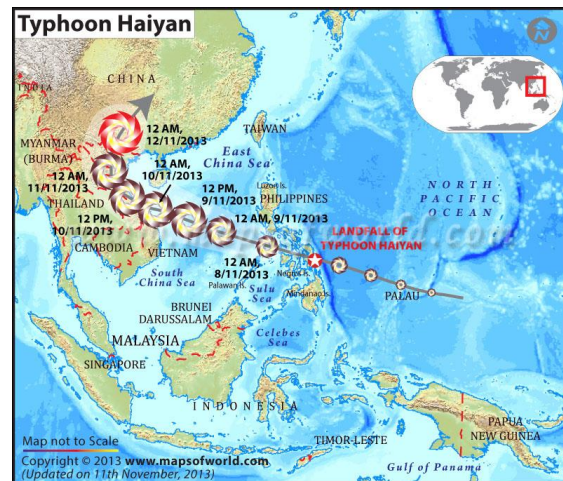 Typhoon Haiyan
N
CHINA
INDIA
MYANMAR
(BURMA)
12 AM,
12/11/2013
TAIWAN
East
China Sea
12 AM,
11/11/2013
12 AM,
10/11/2013
12 PM,
9/11/2013
Luzon Is.
PHILIPPINES
NORTH
PACIFIC
OCEAN
THAILAND
12 PM,
10/11/2013
12 AM, 9/11/2013
LANDFALL OF
TYPHOON HAIYAN
CAMBODIA
VIETNAM
12 AM,
8/11/2013
Negros Is.
South
China Sea
Palawan Is.
Sulu
Sea
Mindanao Is.
PALAU
BRUNEI
DARUSSALAM
Celebes
Sea
MALAYSIA
SINGAPORE
INDONESIA
PAPUA
NEW GUINEA
TIMOR-LESTE
Gulf of Panama
Map not to Scale
Copyright © 2013 www.mapsofworld.com
(Updated on 11th November, 2013)